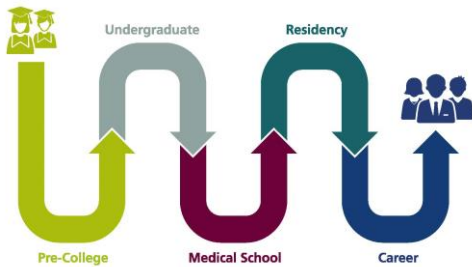 Undergraduate
Residency
Pre-College
Medical School
Career